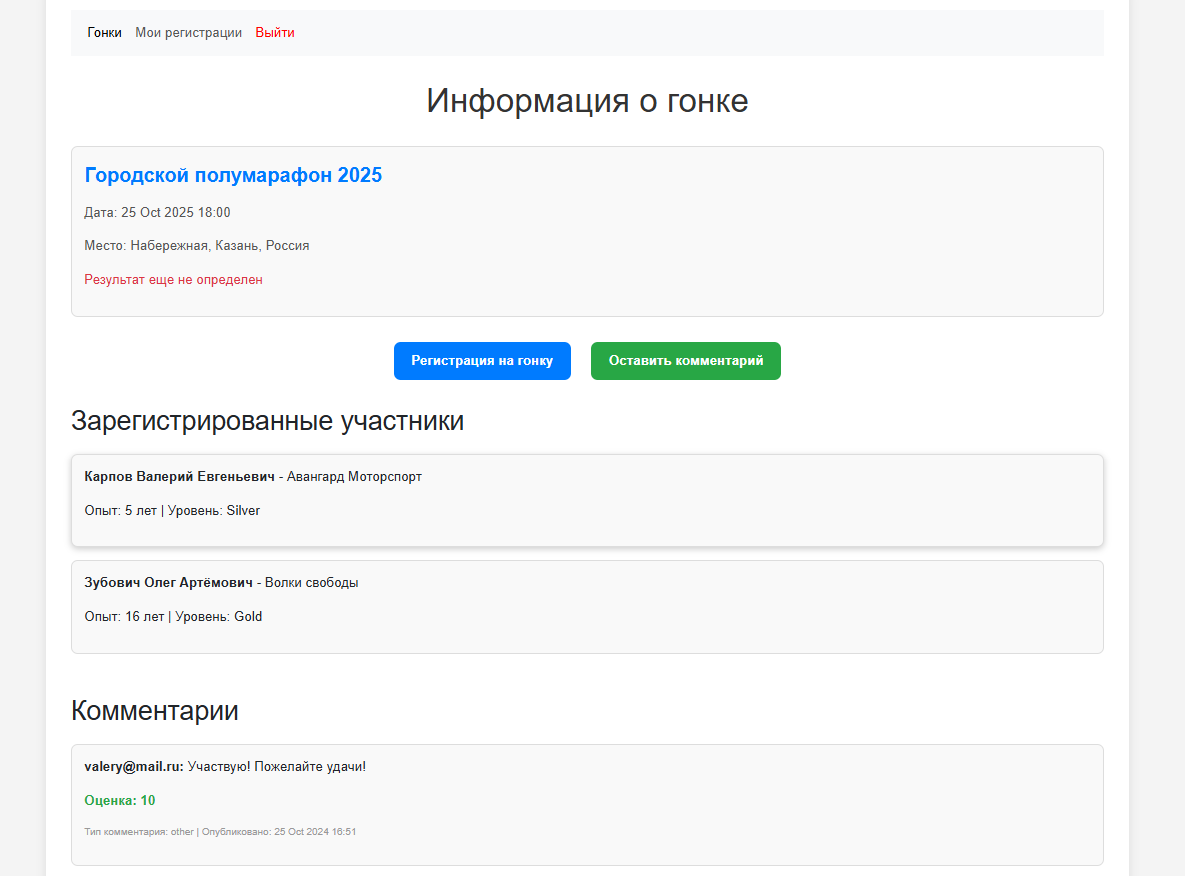 Гонки Мои регистрации Выйти
Информация о гонке
Городской полумарафон 2025
Дата: 25 Oct 2025 18:00
Место: Набережная, Казань, Россия
Результат еще не определен
Регистрация на гонку Оставить комментарий
Зарегистрированные участники
Карпов Валерий Евгеньевич - Авангард Моторспорт
Опыт: 5 лет | Уровень: Silver
Зубович Олег Артёмович - Волки свободы
Опыт: 16 лет | Уровень: Gold
Комментарии
valery@mail.ru: Участвую! Пожелайте удачи!
Оценка: 10
Тип комментария: other | Опубликовано: 25 Oct 2024 16:51